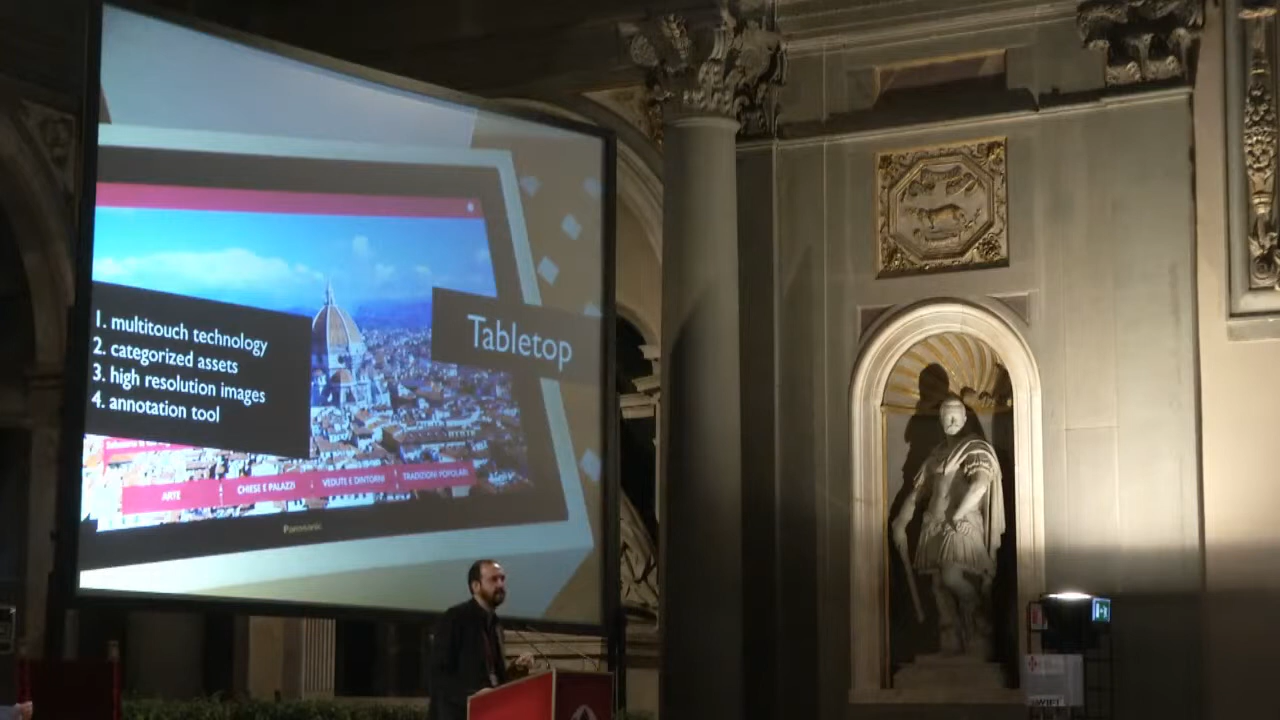 1. multitouch technology
2. categorized assets
3. high resolution images
4. annotation tool
Tabletop
ARTE
CHIESE E PALAZZI
VEDUTE E DINTORNI
TRADIZIONI POPOLARI